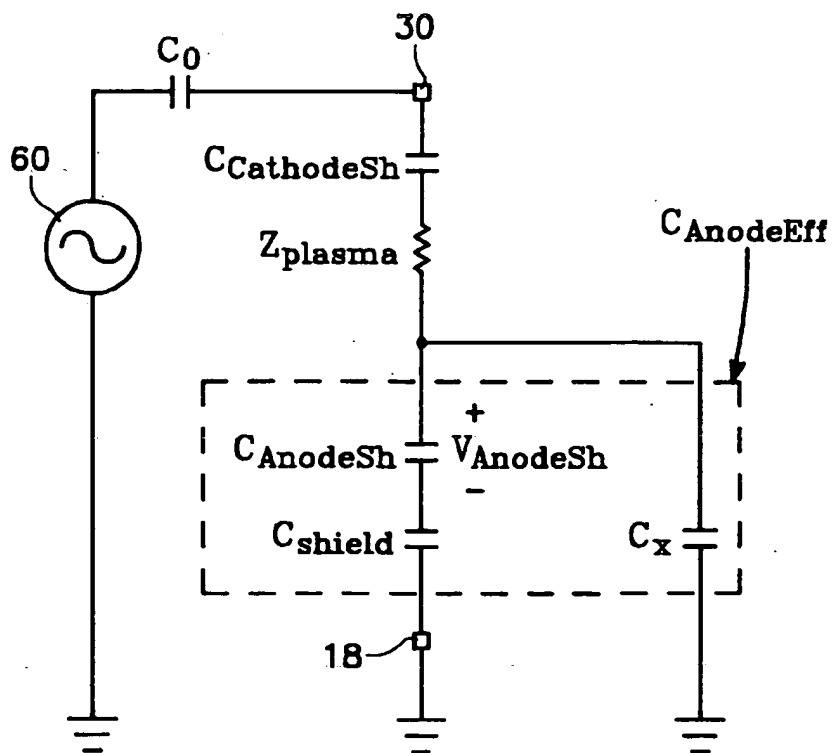 30
C0
CCathodeSh
60
Zplasma
CAnodeEff
+
CAnodeSh
VAnodeSh
−
Cshield
Cx
18